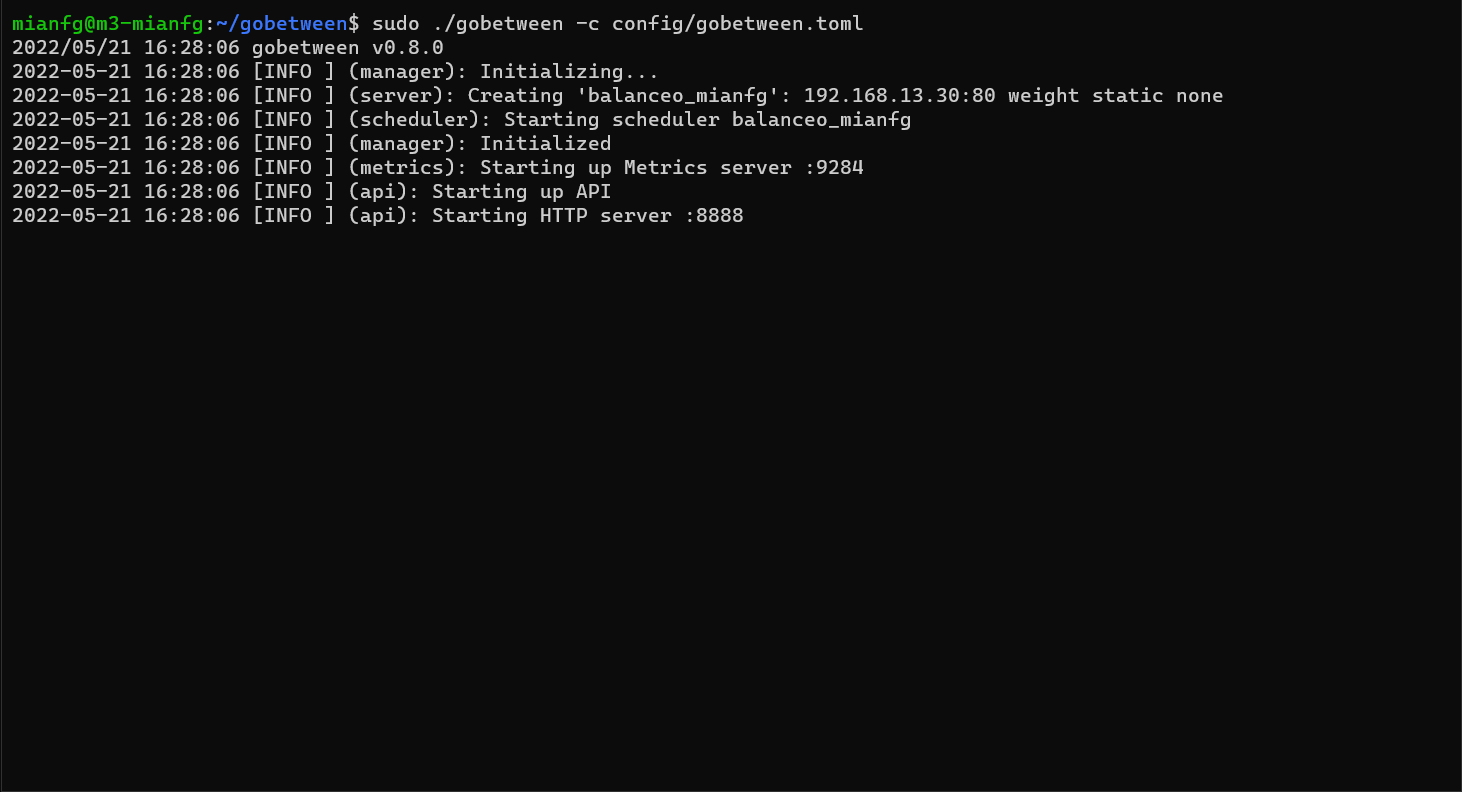 mianfg@m3-mianfg:~/gobetween$ sudo ./gobetween -c config/gobetween.toml
2022/05/21 16:28:06 gobetween v0.8.0
2022-05-21 16:28:06 [INFO ] (manager): Initializing...
2022-05-21 16:28:06 [INFO ] (server): Creating 'balanceo_mianfg': 192.168.13.30:80 weight static none
2022-05-21 16:28:06 [INFO ] (scheduler): Starting scheduler balanceo_mianfg
2022-05-21 16:28:06 [INFO ] (manager): Initialized
2022-05-21 16:28:06 [INFO ] (metrics): Starting up Metrics server :9284
2022-05-21 16:28:06 [INFO ] (api): Starting up API
2022-05-21 16:28:06 [INFO ] (api): Starting HTTP server :8888